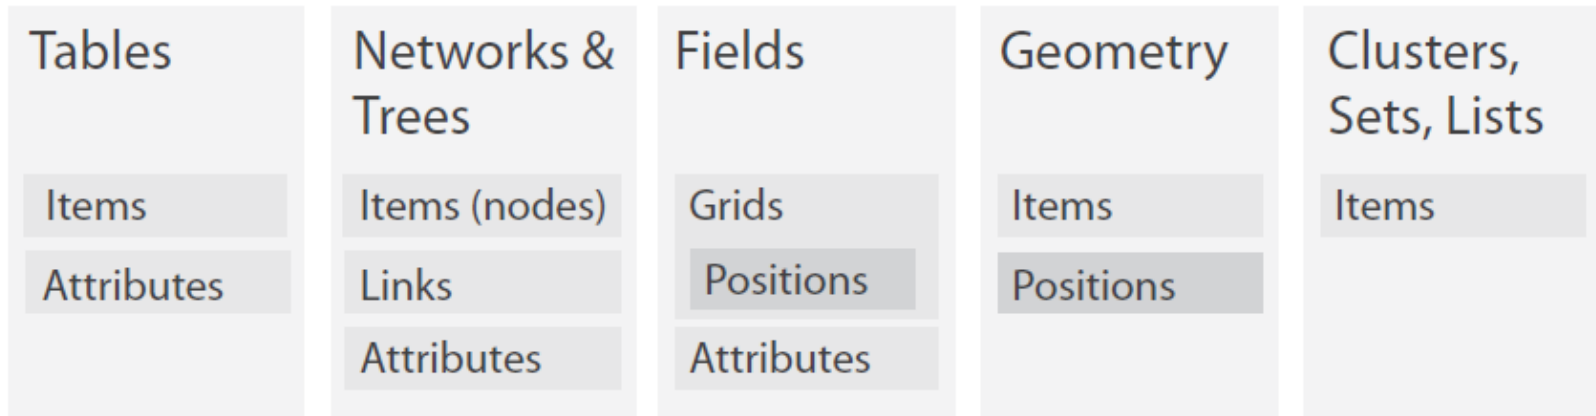 Tables
Items
Attributes
Networks &
Trees
Items (nodes)
Links
Attributes
Fields
Grids
Positions
Attributes
Geometry
Items
Positions
Clusters,
Sets, Lists
Items